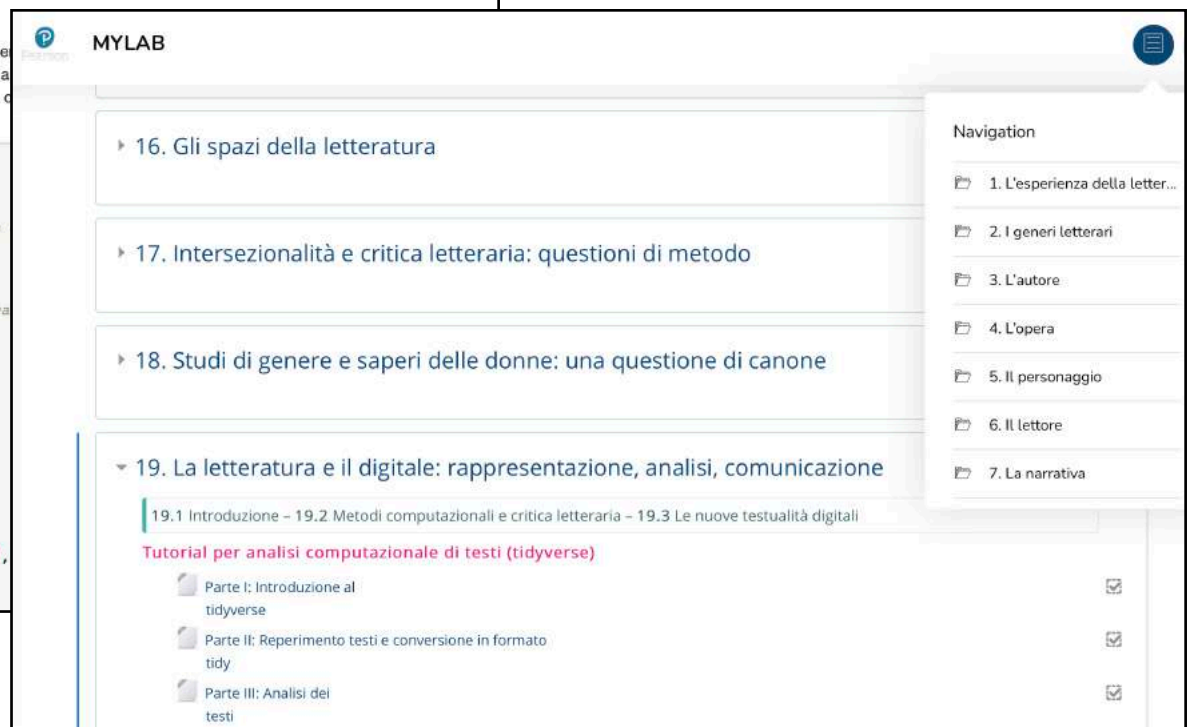 MYLAB
Pearson
16. Gli spazi della letteratura
17. Intersezionalità e critica letteraria: questioni di metodo
18. Studi di genere e saperi delle donne: una questione di canone
19. La letteratura e il digitale: rappresentazione, analisi, comunicazione
19.1 Introduzione – 19.2 Metodi computazionali e critica letteraria – 19.3 Le nuove testualità digitali
Tutorial per analisi computazionale di testi (tidyverse)
Parte I: Introduzione al
tidyverse
Parte II: Reperimento testi e conversione in formato
tidy
Parte III: Analisi dei
testi
Navigation
1. L'esperienza della letter...
2. I generi letterari
3. L'autore
4. L'opera
5. Il personaggio
6. Il lettore
7. La narrativa